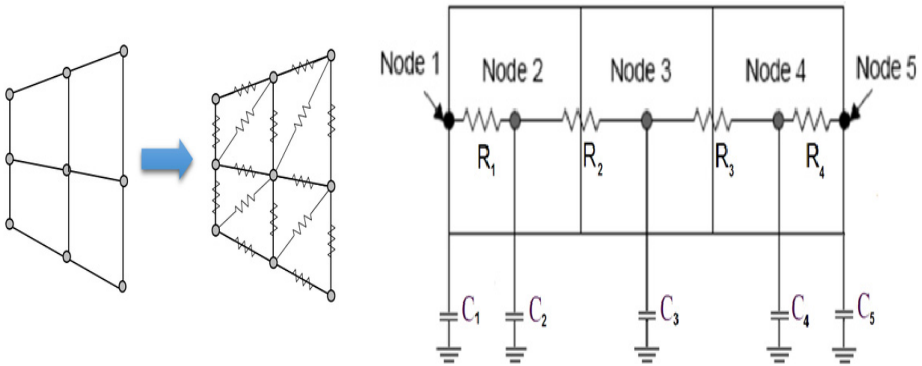 Node 1
Node 2
Node 3
Node 4
Node 5
R₁
R₂
R₃
R₄
C₁
C₂
C₃
C₄
C₅